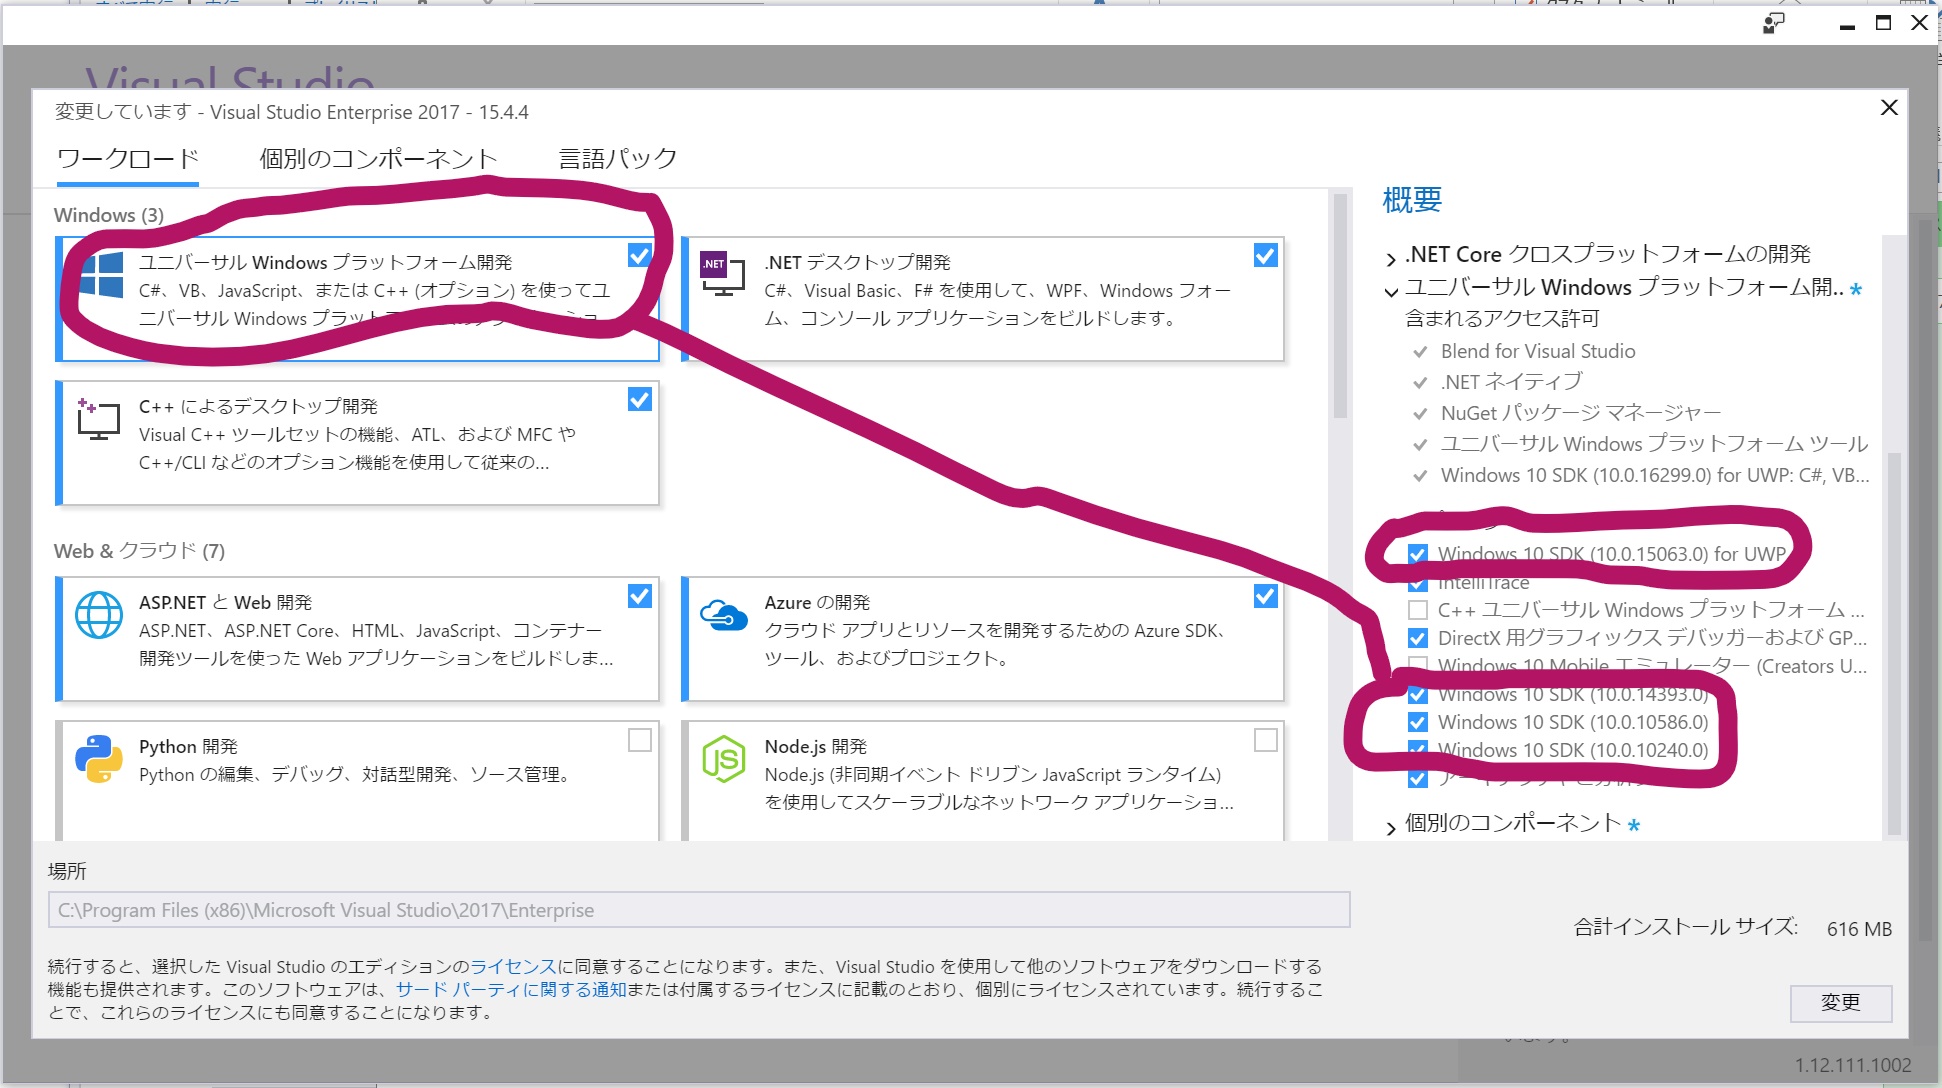 Visual Studio
変更しています - Visual Studio Enterprise 2017 - 15.4.4
ワークロード
個別のコンポーネント
言語パック
Windows (3)
ユニバーサル Windows プラットフォーム開発
C#、VB、JavaScript、または C++ (オプション) を使ってユ
ニバーサル Windows
.NET
.NET デスクトップ開発
C#、Visual Basic、F# を使用して、WPF、Windows フォー
ム、コンソール アプリケーションをビルドします。
C++ によるデスクトップ開発
Visual C++ ツールセットの機能、ATL、および MFC や
C++/CLI などのオプション機能を使用して従来の...
Web & クラウド (7)
ASP.NET と Web 開発
ASP.NET、ASP.NET Core、HTML、JavaScript、コンテナー
開発ツールを使った Web アプリケーションをビルドしま...
Azure の開発
クラウド アプリとリソースを開発するための Azure SDK、
ツール、およびプロジェクト。
Python 開発
Python の編集、デバッグ、対話型開発、ソース管理。
JS
Node.js 開発
Node.js (非同期イベント ドリブン JavaScript ランタイム)
を使用してスケーラブルなネットワーク アプリケーショ...
概要
.NET Core クロスプラットフォームの開発
ユニバーサル Windows プラットフォーム開.. *
含まれるアクセス許可
Blend for Visual Studio
.NET ネイティブ
NuGet パッケージ マネージャー
ユニバーサル Windows プラットフォーム ツール
Windows 10 SDK (10.0.16299.0) for UWP: C#, VB...
Windows 10 SDK (10.0.15063.0) for UWP
IntelliTrace
C++ ユニバーサル Windows プラットフォーム ...
DirectX 用グラフィックス デバッガーおよび GP...
Windows 10 Mobile エミュレーター (Creators U...
Windows 10 SDK (10.0.14393.0)
Windows 10 SDK (10.0.10586.0)
Windows 10 SDK (10.0.10240.0)
個別のコンポーネント *
場所
C:\Program Files (x86)\Microsoft Visual Studio\2017\Enterprise
合計インストール サイズ: 616 MB
続行すると、選択した Visual Studio のエディションのライセンスに同意することになります。また、Visual Studio を使用して他のソフトウェアをダウンロードする
機能も提供されます。このソフトウェアは、サード パーティに関する通知または付属するライセンスに記載のとおり、個別にライセンスされています。続行するこ
とで、これらのライセンスにも同意することになります。
変更
1.12.111.1002